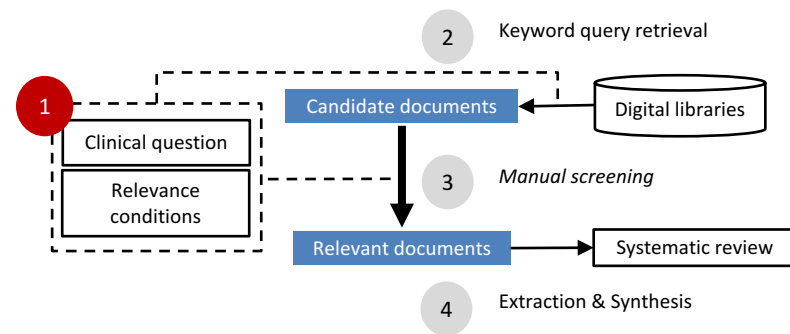 2
Keyword query retrieval
1
Candidate documents
Digital libraries
Clinical question
Relevance
conditions
3
Manual screening
Relevant documents
Systematic review
4
Extraction & Synthesis